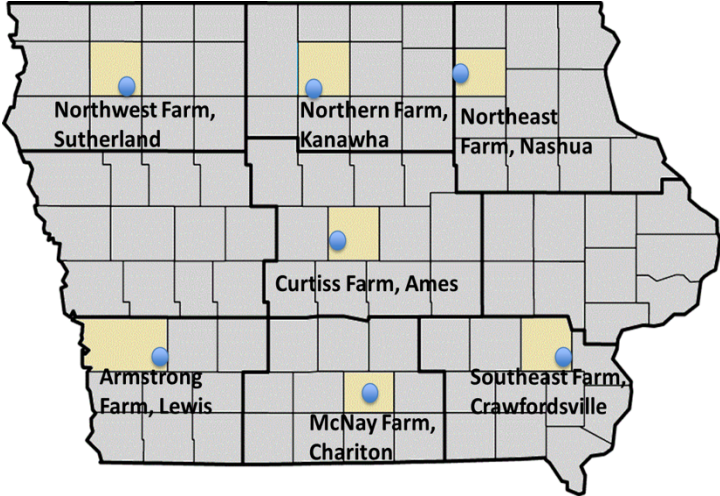 Northwest Farm,
Sutherland
Northern Farm,
Kanawha
Northeast
Farm, Nashua
Curtiss Farm, Ames
Armstrong
Farm, Lewis
McNay Farm,
Chariton
Southeast Farm,
Crawfordsville